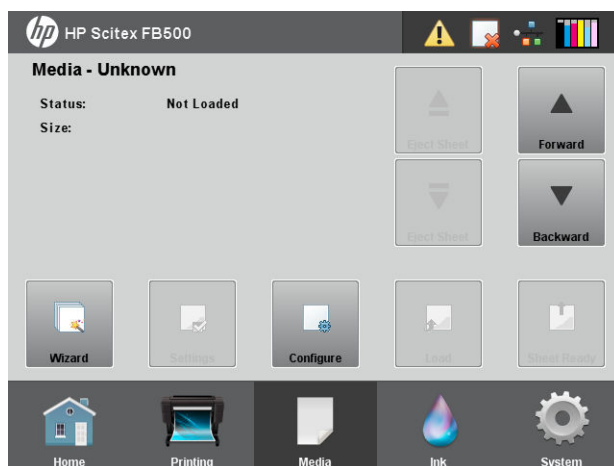 hp HP Scitex FB500
Media - Unknown
Status: Not Loaded
Size:
Eject Sheet
Forward
Eject Sheet
Backward
Wizard
Settings
Configure
Load
Sheet Ready
Home
Printing
Media
Ink
System